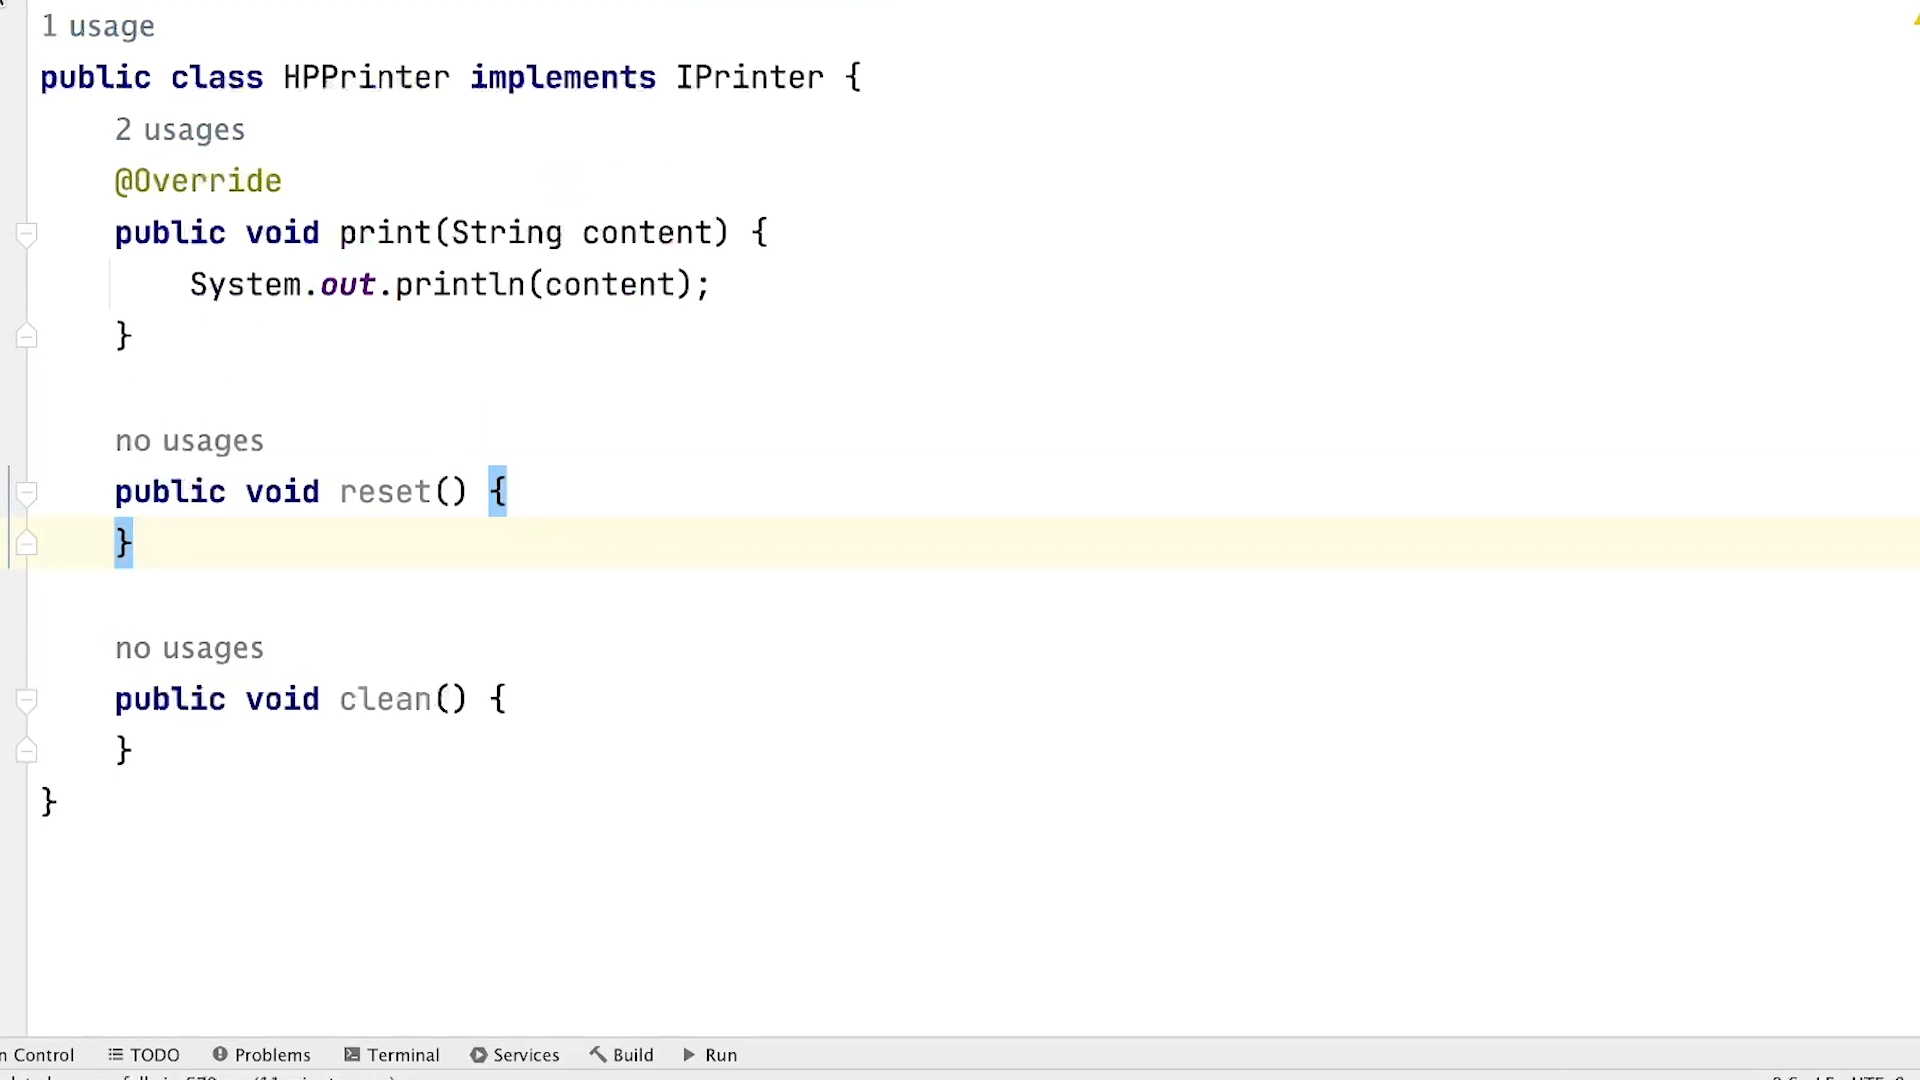 1 usage
public class HPPrinter implements IPrinter {
2 usages
@Override
public void print(String content) {
System.out.println(content);
}
no usages
public void reset() {
}
no usages
public void clean() {
}
}
n Control TODO Problems Terminal Services Build Run